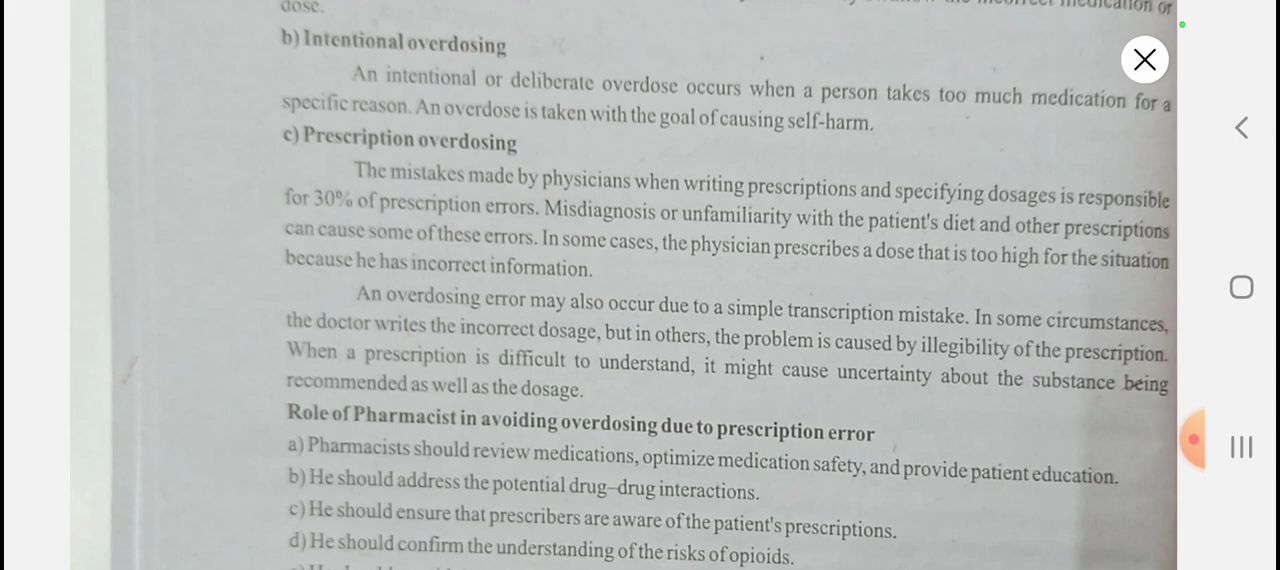 dose.
medication or
b) Intentional overdosing
An intentional or deliberate overdose occurs when a person takes too much medication for a
specific reason. An overdose is taken with the goal of causing self-harm.
c) Prescription overdosing
The mistakes made by physicians when writing prescriptions and specifying dosages is responsible
for 30% of prescription errors. Misdiagnosis or unfamiliarity with the patient's diet and other prescriptions
can cause some of these errors. In some cases, the physician prescribes a dose that is too high for the situation
because he has incorrect information.
An overdosing error may also occur due to a simple transcription mistake. In some circumstances,
the doctor writes the incorrect dosage, but in others, the problem is caused by illegibility of the prescription.
When a prescription is difficult to understand, it might cause uncertainty about the substance being
recommended as well as the dosage.
Role of Pharmacist in avoiding overdosing due to prescription error
a) Pharmacists should review medications, optimize medication safety, and provide patient education.
b) He should address the potential drug–drug interactions.
c) He should ensure that prescribers are aware of the patient's prescriptions.
d) He should confirm the understanding of the risks of opioids.